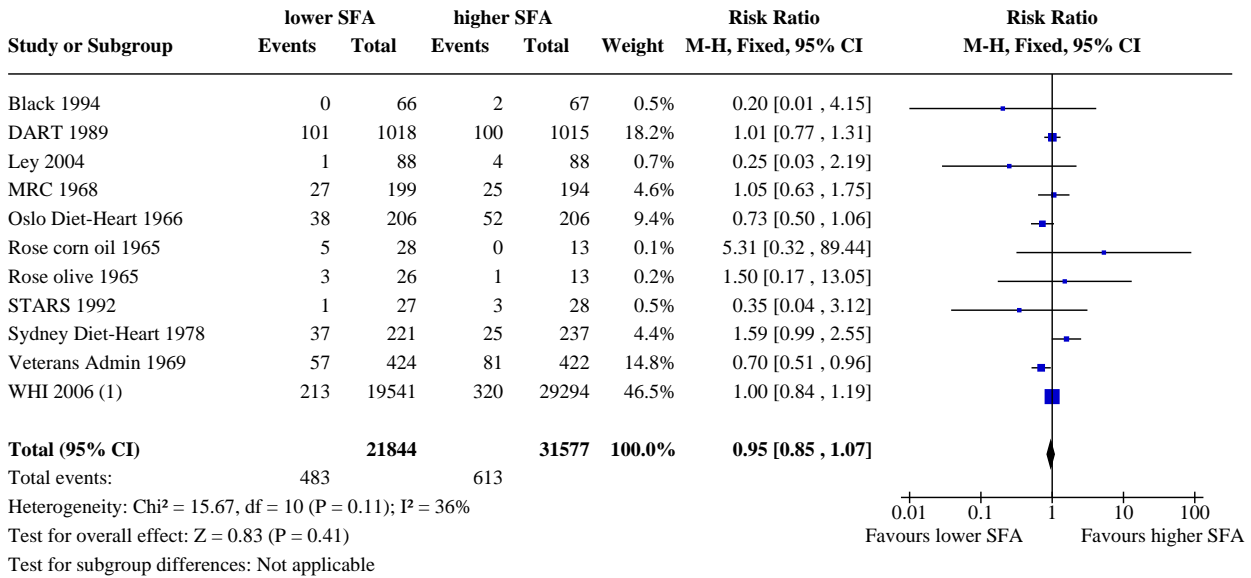 lower SFA higher SFA Risk Ratio Risk Ratio
Study or Subgroup Events Total Events Total Weight M-H, Fixed, 95% CI M-H, Fixed, 95% CI
Black 1994 0 66 2 67 0.5% 0.20 [0.01 , 4.15]
DART 1989 101 1018 100 1015 18.2% 1.01 [0.77 , 1.31]
Ley 2004 1 88 4 88 0.7% 0.25 [0.03 , 2.19]
MRC 1968 27 199 25 194 4.6% 1.05 [0.63 , 1.75]
Oslo Diet-Heart 1966 38 206 52 206 9.4% 0.73 [0.50 , 1.06]
Rose corn oil 1965 5 28 0 13 0.1% 5.31 [0.32 , 89.44]
Rose olive 1965 3 26 1 13 0.2% 1.50 [0.17 , 13.05]
STARS 1992 1 27 3 28 0.5% 0.35 [0.04 , 3.12]
Sydney Diet-Heart 1978 37 221 25 237 4.4% 1.59 [0.99 , 2.55]
Veterans Admin 1969 57 424 81 422 14.8% 0.70 [0.51 , 0.96]
WHI 2006 (1) 213 19541 320 29294 46.5% 1.00 [0.84 , 1.19]
Total (95% CI) 21844 31577 100.0% 0.95 [0.85 , 1.07]
Total events: 483 613
Heterogeneity: Chi² = 15.67, df = 10 (P = 0.11); I² = 36%
0.01 0.1 1 10 100
Test for overall effect: Z = 0.83 (P = 0.41)
Favours lower SFA Favours higher SFA
Test for subgroup differences: Not applicable